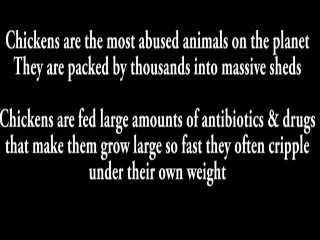 Chickens are the most abused animals on the planet
They are packed by thousands into massive sheds
Chickens are fed large amounts of antibiotics & drugs
that make them grow large so fast they often cripple
under their own weight